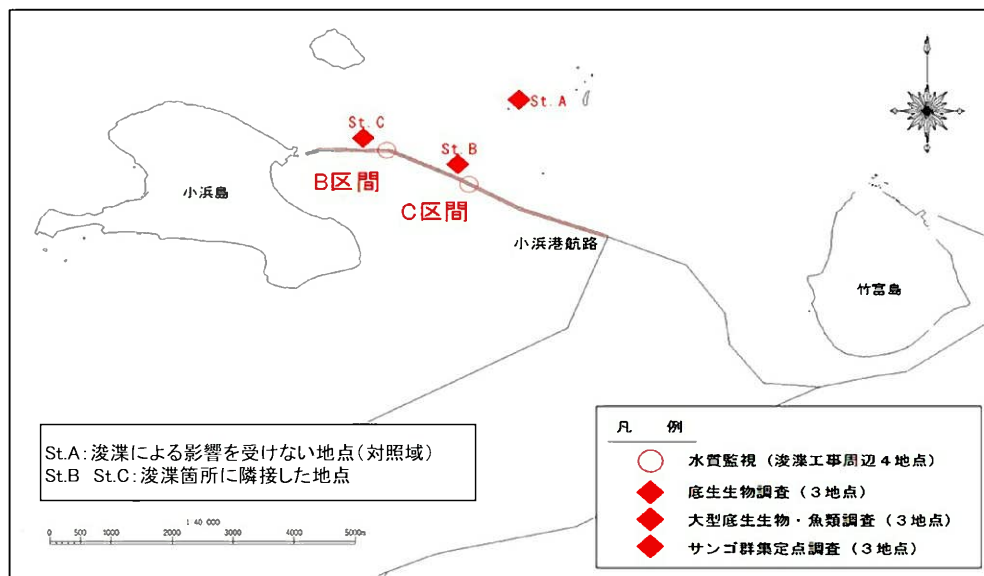 St.A
St.C
St.B
B区間
小浜島
C区間
小浜港航路
竹富島
St.A:浚渫による影響を受けない地点(対照域)
St.B St.C:浚渫箇所に隣接した地点
1 40 000
0 500 1000 2000 3000 4000 5000m
凡 例
水質監視(浚渫工事周辺4地点)
底生生物調査(3地点)
大型底生生物・魚類調査(3地点)
サンゴ群集定点調査(3地点)